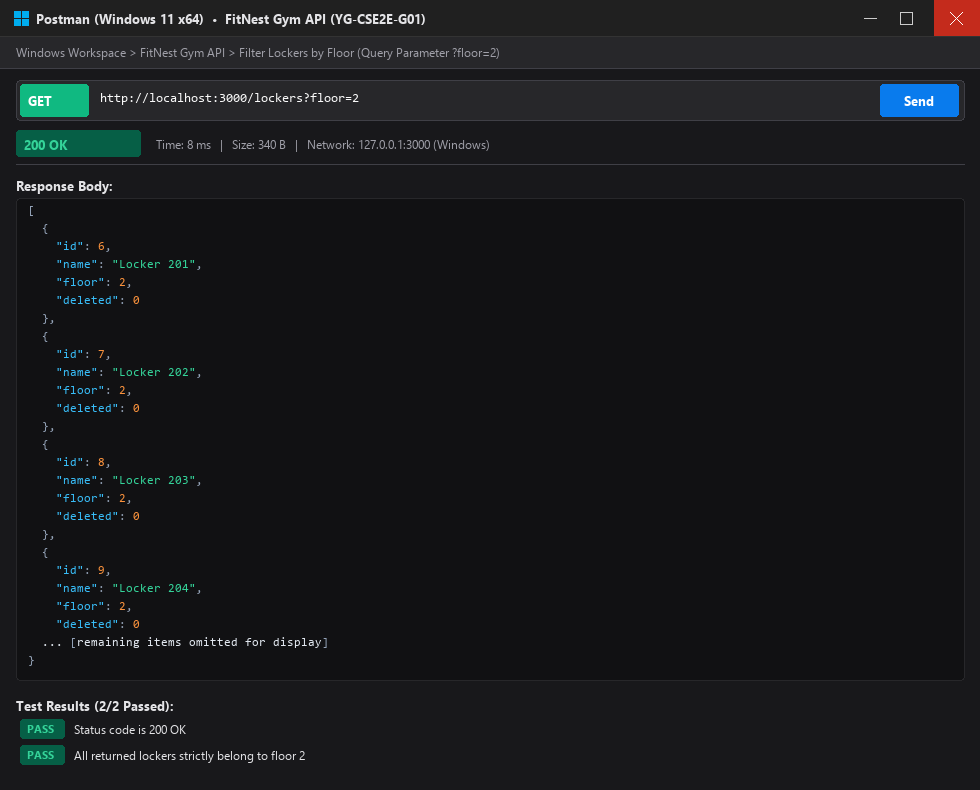 Postman (Windows 11 x64)  •  FitNest Gym API (YG-CSE2E-G01)
Windows Workspace > FitNest Gym API > Filter Lockers by Floor (Query Parameter ?floor=2)
GET http://localhost:3000/lockers?floor=2 Send
200 OK Time: 8 ms | Size: 340 B | Network: 127.0.0.1:3000 (Windows)
Response Body:
[
  {
    "id": 6,
    "name": "Locker 201",
    "floor": 2,
    "deleted": 0
  },
  {
    "id": 7,
    "name": "Locker 202",
    "floor": 2,
    "deleted": 0
  },
  {
    "id": 8,
    "name": "Locker 203",
    "floor": 2,
    "deleted": 0
  },
  {
    "id": 9,
    "name": "Locker 204",
    "floor": 2,
    "deleted": 0
  ... [remaining items omitted for display]
}
Test Results (2/2 Passed):
PASS Status code is 200 OK
PASS All returned lockers strictly belong to floor 2